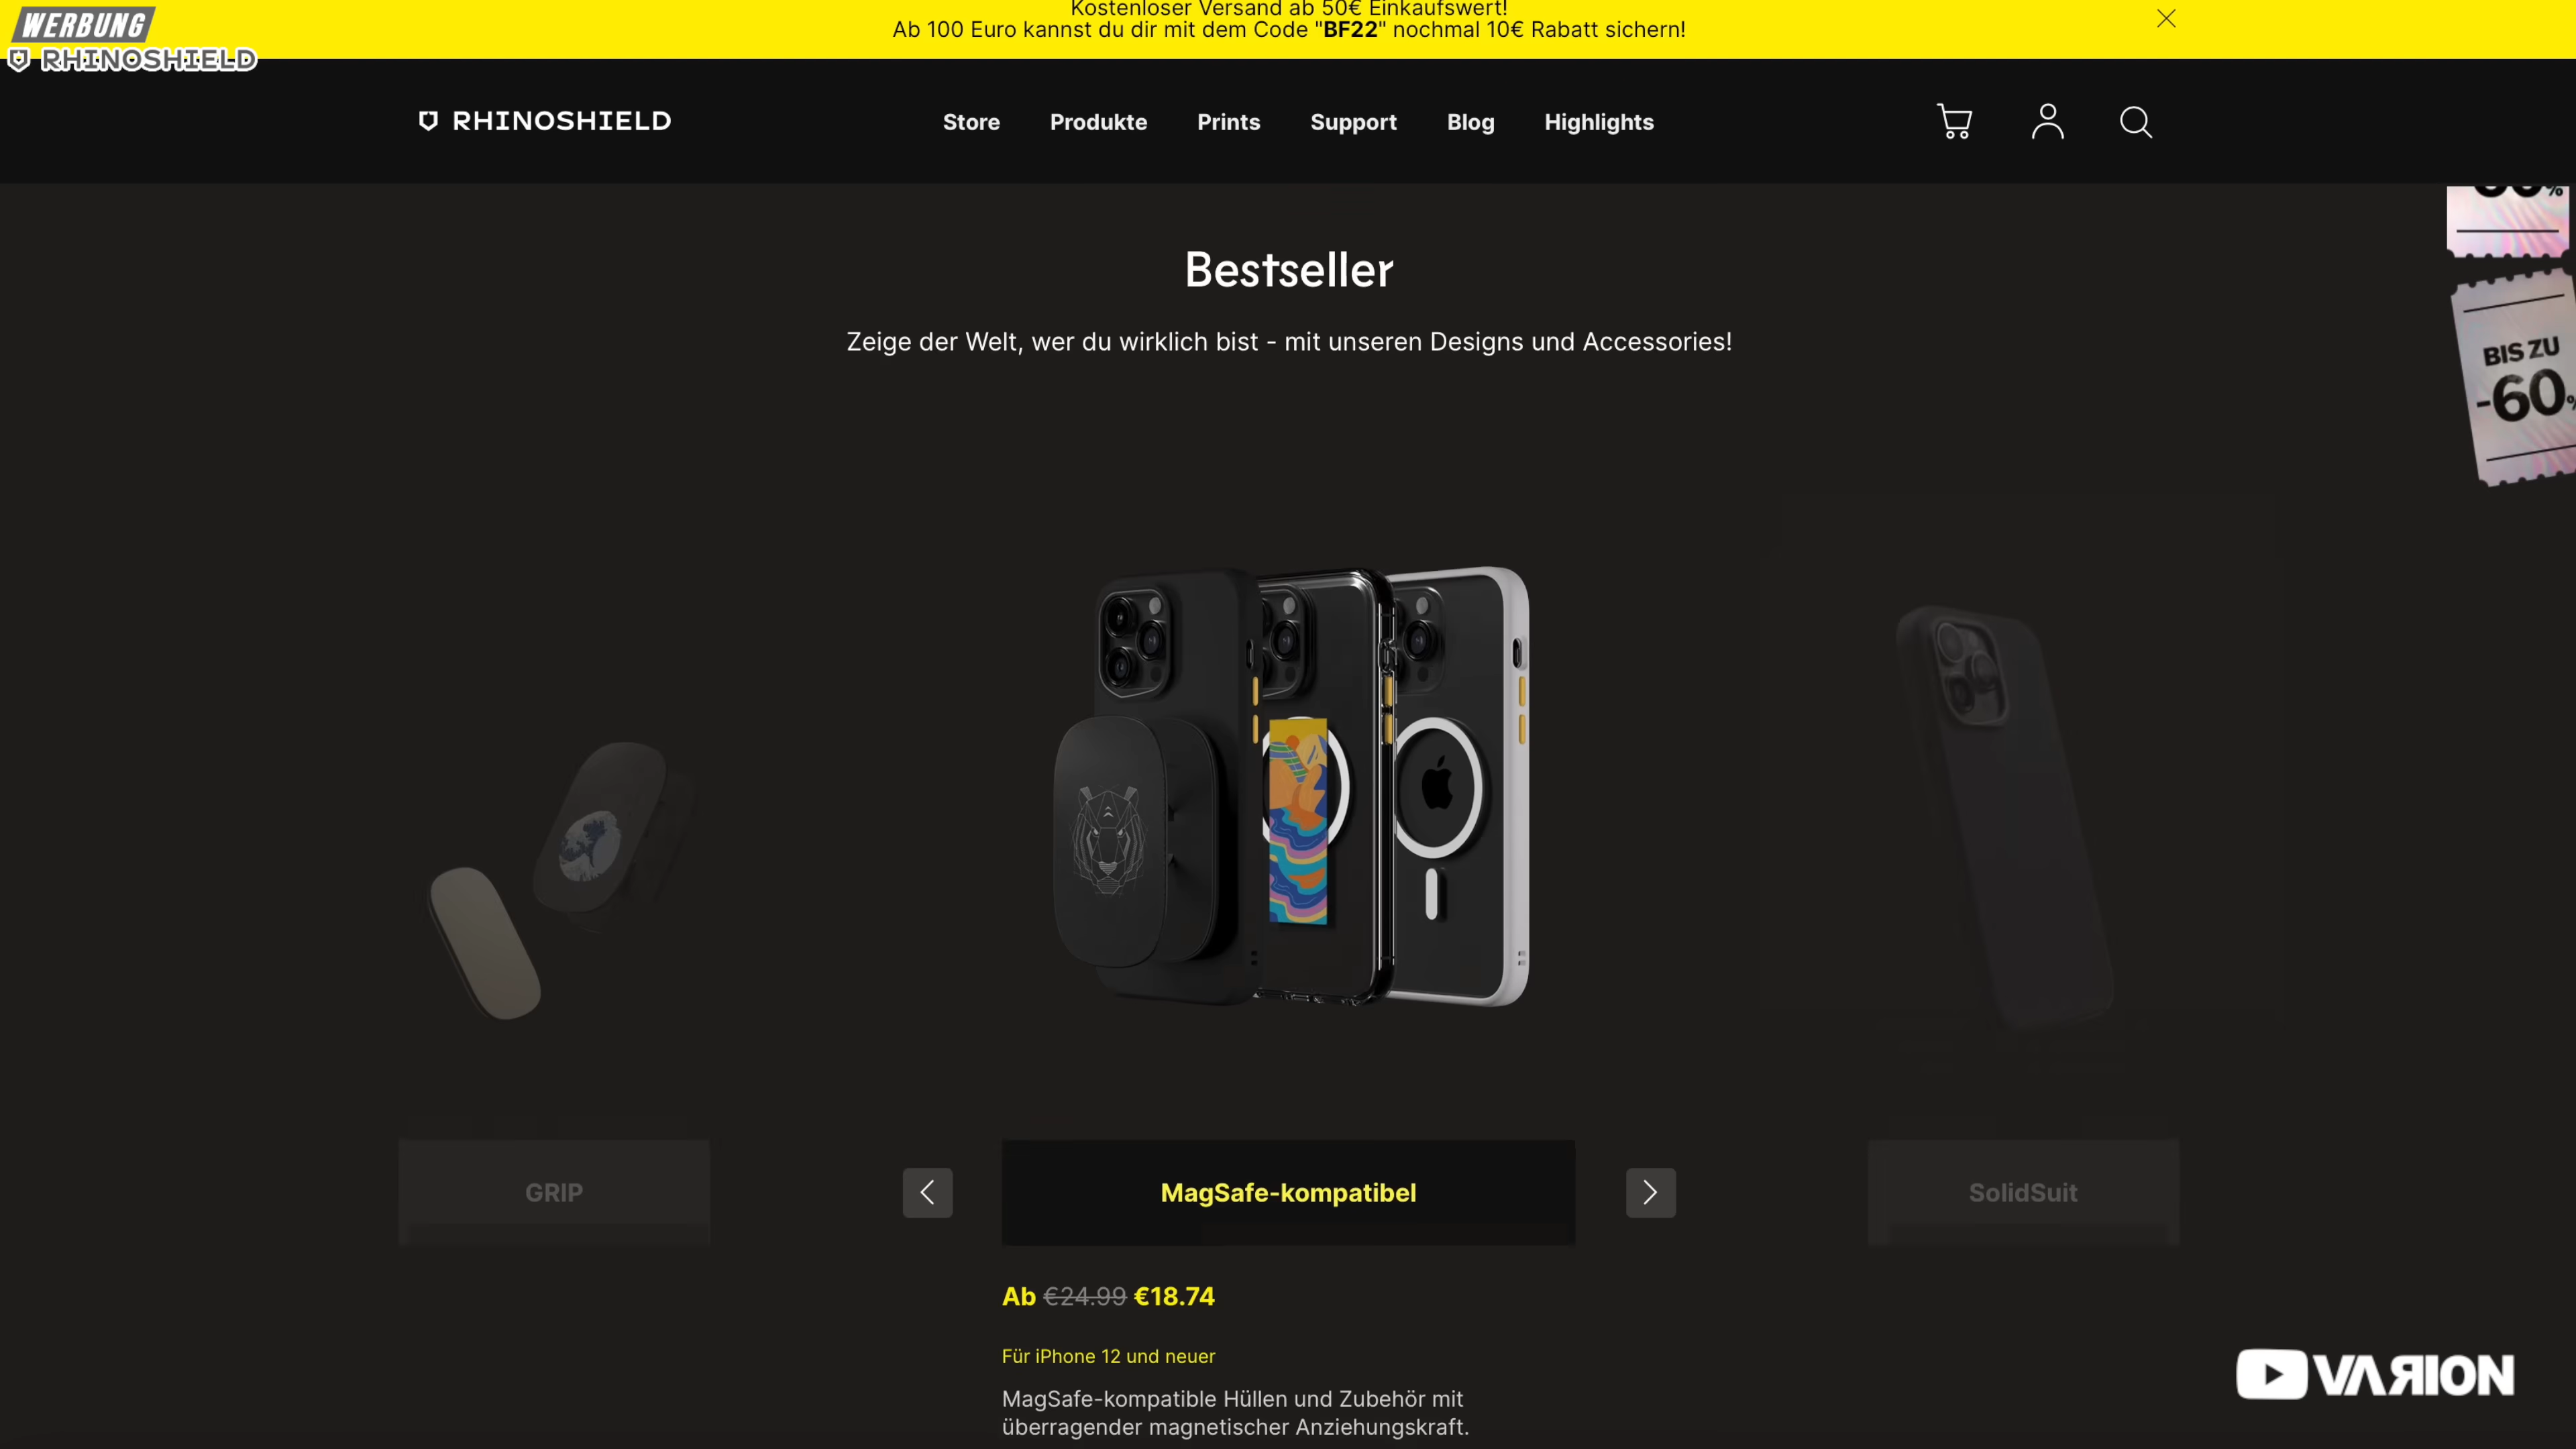 WERBUNG
RHINOSHIELD
Kostenloser Versand ab 50€ Einkaufswert!
Ab 100 Euro kannst du dir mit dem Code "BF22" nochmal 10€ Rabatt sichern!
RHINOSHIELD
Store Produkte Prints Support Blog Highlights
Bestseller
Zeige der Welt, wer du wirklich bist - mit unseren Designs und Accessories!
BIS ZU
-60%
GRIP
MagSafe-kompatibel
SolidSuit
Ab €24.99 €18.74
Für iPhone 12 und neuer
MagSafe-kompatible Hüllen und Zubehör mit
überragender magnetischer Anziehungskraft.
VAЯION